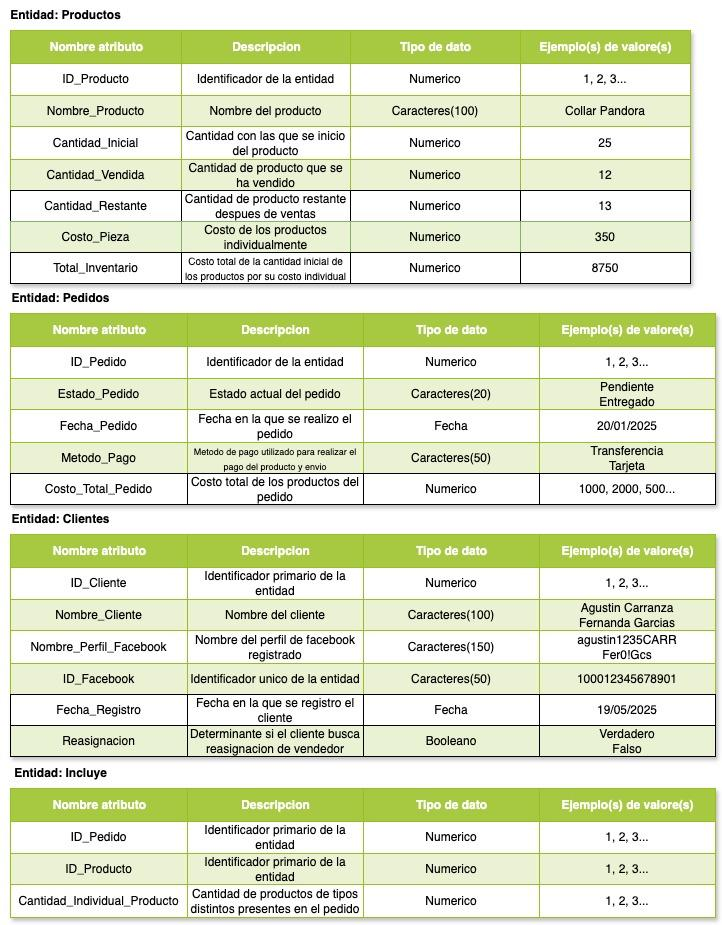 Entidad: Productos
Nombre atributo Descripcion Tipo de dato Ejemplo(s) de valore(s)
ID_Producto Identificador de la entidad Numerico 1, 2, 3...
Nombre_Producto Nombre del producto Caracteres(100) Collar Pandora
Cantidad_Inicial Cantidad con las que se inicio del producto Numerico 25
Cantidad_Vendida Cantidad de producto que se ha vendido Numerico 12
Cantidad_Restante Cantidad de producto restante despues de ventas Numerico 13
Costo_Pieza Costo de los productos individualmente Numerico 350
Total_Inventario Costo total de la cantidad inicial de los productos por su costo individual Numerico 8750
Entidad: Pedidos
Nombre atributo Descripcion Tipo de dato Ejemplo(s) de valore(s)
ID_Pedido Identificador de la entidad Numerico 1, 2, 3...
Estado_Pedido Estado actual del pedido Caracteres(20) Pendiente Entregado
Fecha_Pedido Fecha en la que se realizo el pedido Fecha 20/01/2025
Metodo_Pago Metodo de pago utilizado para realizar el pago del producto y envio Caracteres(50) Transferencia Tarjeta
Costo_Total_Pedido Costo total de los productos del pedido Numerico 1000, 2000, 500...
Entidad: Clientes
Nombre atributo Descripcion Tipo de dato Ejemplo(s) de valore(s)
ID_Cliente Identificador primario de la entidad Numerico 1, 2, 3...
Nombre_Cliente Nombre del cliente Caracteres(100) Agustin Carranza Fernanda Garcias
Nombre_Perfil_Facebook Nombre del perfil de facebook registrado Caracteres(150) agustin1235CARR Fer0!Gcs
ID_Facebook Identificador unico de la entidad Caracteres(50) 100012345678901
Fecha_Registro Fecha en la que se registro el cliente Fecha 19/05/2025
Reasignacion Determinante si el cliente busca reasignacion de vendedor Booleano Verdadero Falso
Entidad: Incluye
Nombre atributo Descripcion Tipo de dato Ejemplo(s) de valore(s)
ID_Pedido Identificador primario de la entidad Numerico 1, 2, 3...
ID_Producto Identificador primario de la entidad Numerico 1, 2, 3...
Cantidad_Individual_Producto Cantidad de productos de tipos distintos presentes en el pedido Numerico 1, 2, 3...